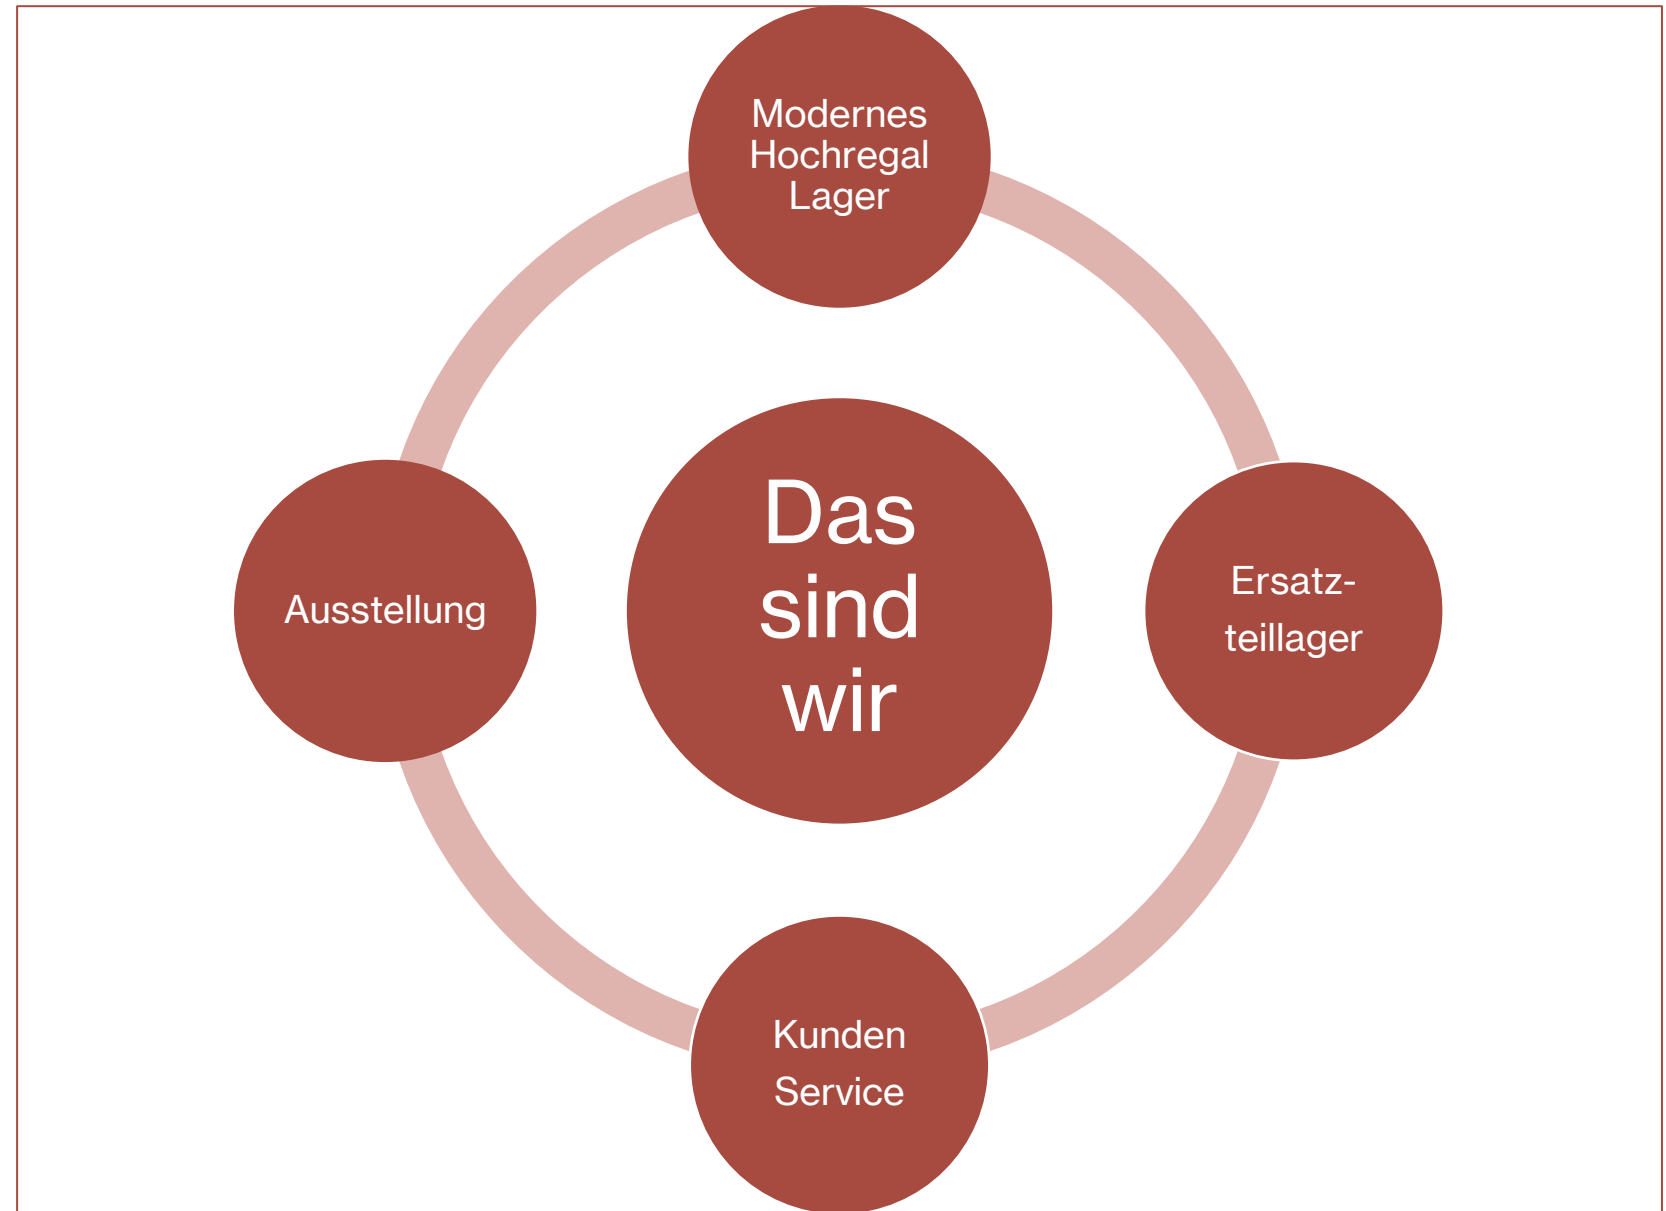 Modernes
Hochregal
Lager
Ausstellung
Das
sind
wir
Ersatz-
teillager
Kunden
Service